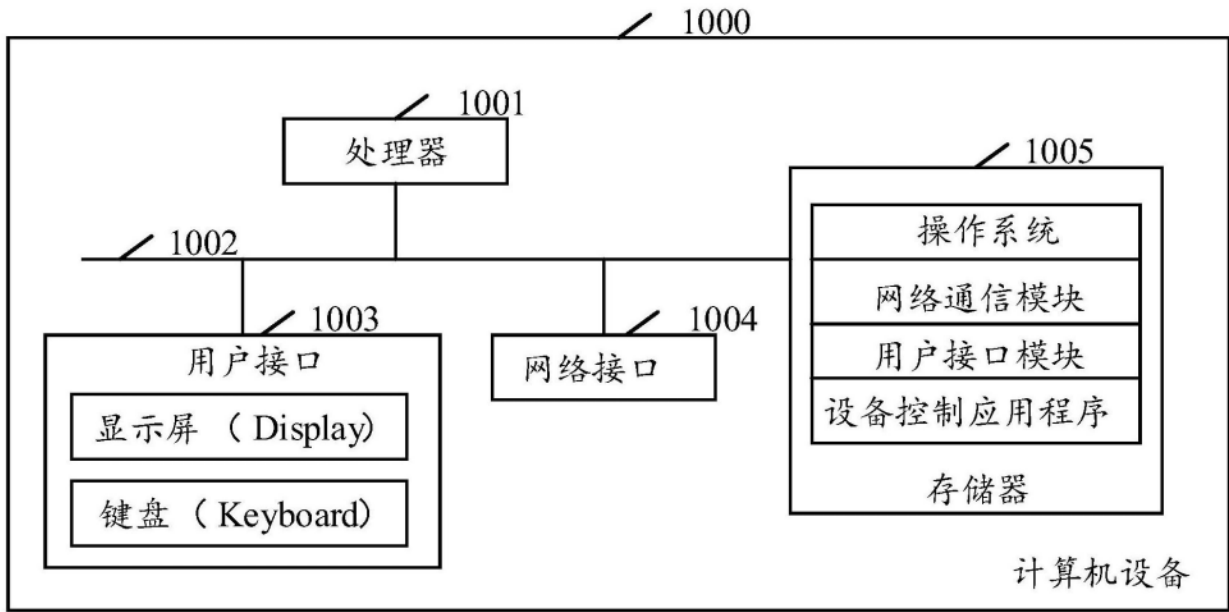 1000
1001
处理器
1005
操作系统
1002
网络通信模块
1003
1004
用户接口
网络接口
用户接口模块
显示屏（Display）
设备控制应用程序
键盘（Keyboard）
存储器
计算机设备